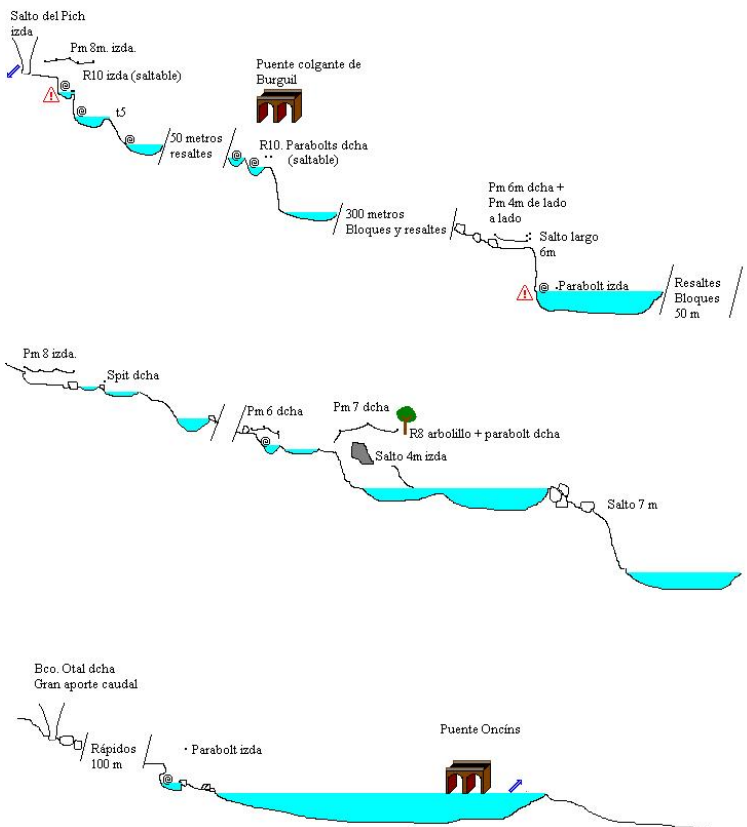 Salto del Pich
izda
Pm 8m. izda.
R10 izda (saltable)
t5
50 metros
resaltes
Puente colgante de
Burguil
R10. Parabolts dcha
(saltable)
300 metros
Bloques y resaltes
Pm 6m dcha +
Pm 4m de lado
a lado
Salto largo
6m
Parabolt izda
Resaltes
Bloques
50 m
Pm 8 izda.
Spit dcha
Pm 6 dcha
Pm 7 dcha
R8 arbolillo + parabolt dcha
Salto 4m izda
Salto 7 m
Bco. Otal dcha
Gran aporte caudal
Rápidos
100 m
Parabolt izda
Puente Oncíns